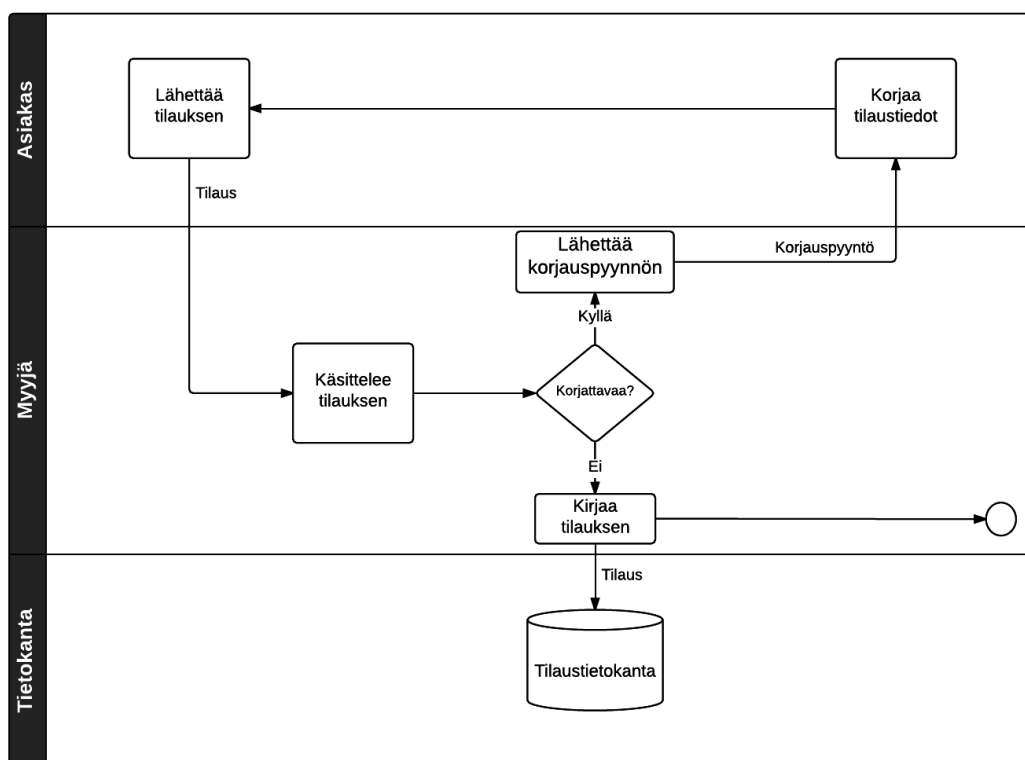 Asiakas
Lähettää
tilauksen
Korjaa
tilaustiedot
Tilaus
Myyjä
Lähettää
korjauspyynnön
Korjauspyyntö
Kyllä
Käsittelee
tilauksen
Korjattavaa?
Ei
Kirjaa
tilauksen
Tietokanta
Tilaus
Tilaustietokanta